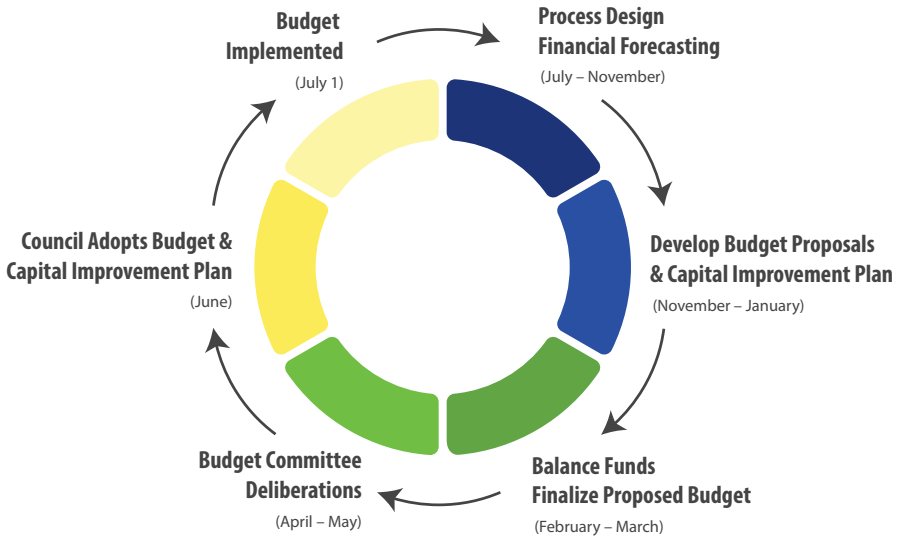 Budget
Implemented
(July 1)
Process Design
Financial Forecasting
(July – November)
Develop Budget Proposals
& Capital Improvement Plan
(November – January)
Balance Funds
Finalize Proposed Budget
(February – March)
Budget Committee
Deliberations
(April – May)
Council Adopts Budget &
Capital Improvement Plan
(June)